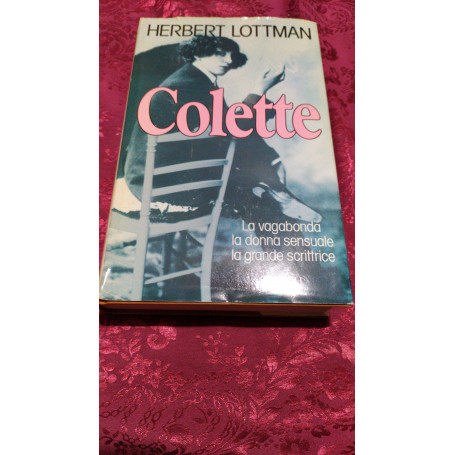 HERBERT LOTTMAN
Colette
La vagabonda
la donna sensuale
la grande scrittrice